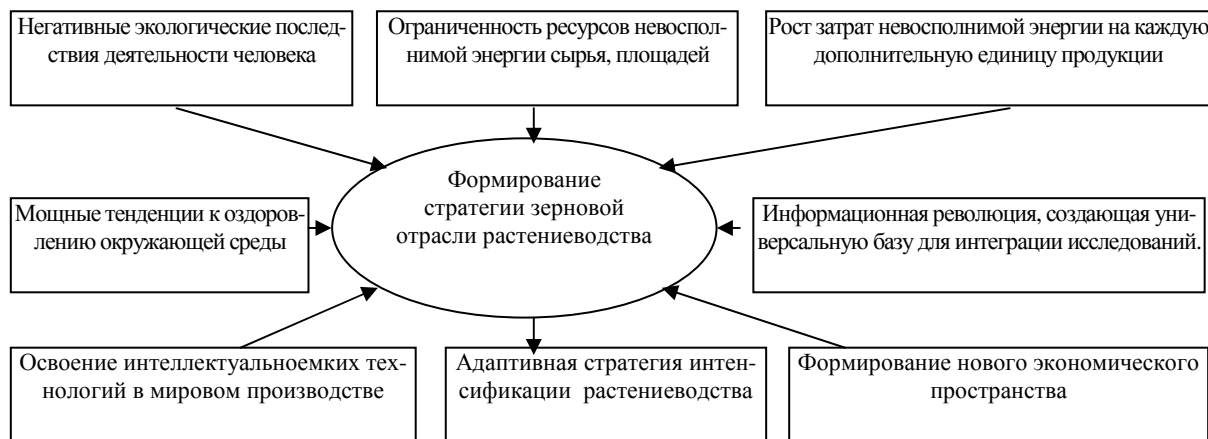 Негативные экологические послед-
ствия деятельности человека
Ограниченность ресурсов невоспол-
нимой энергии сырья, площадей
Рост затрат невосполнимой энергии на каждую
дополнительную единицу продукции
Формирование
стратегии зерновой
отрасли растениеводства
Мощные тенденции к оздоров-
лению окружающей среды
Информационная революция, создающая уни-
версальную базу для интеграции исследований.
Освоение интеллектуальноемких тех-
нологий в мировом производстве
Адаптивная стратегия интен-
сификации растениеводства
Формирование нового экономического
пространства